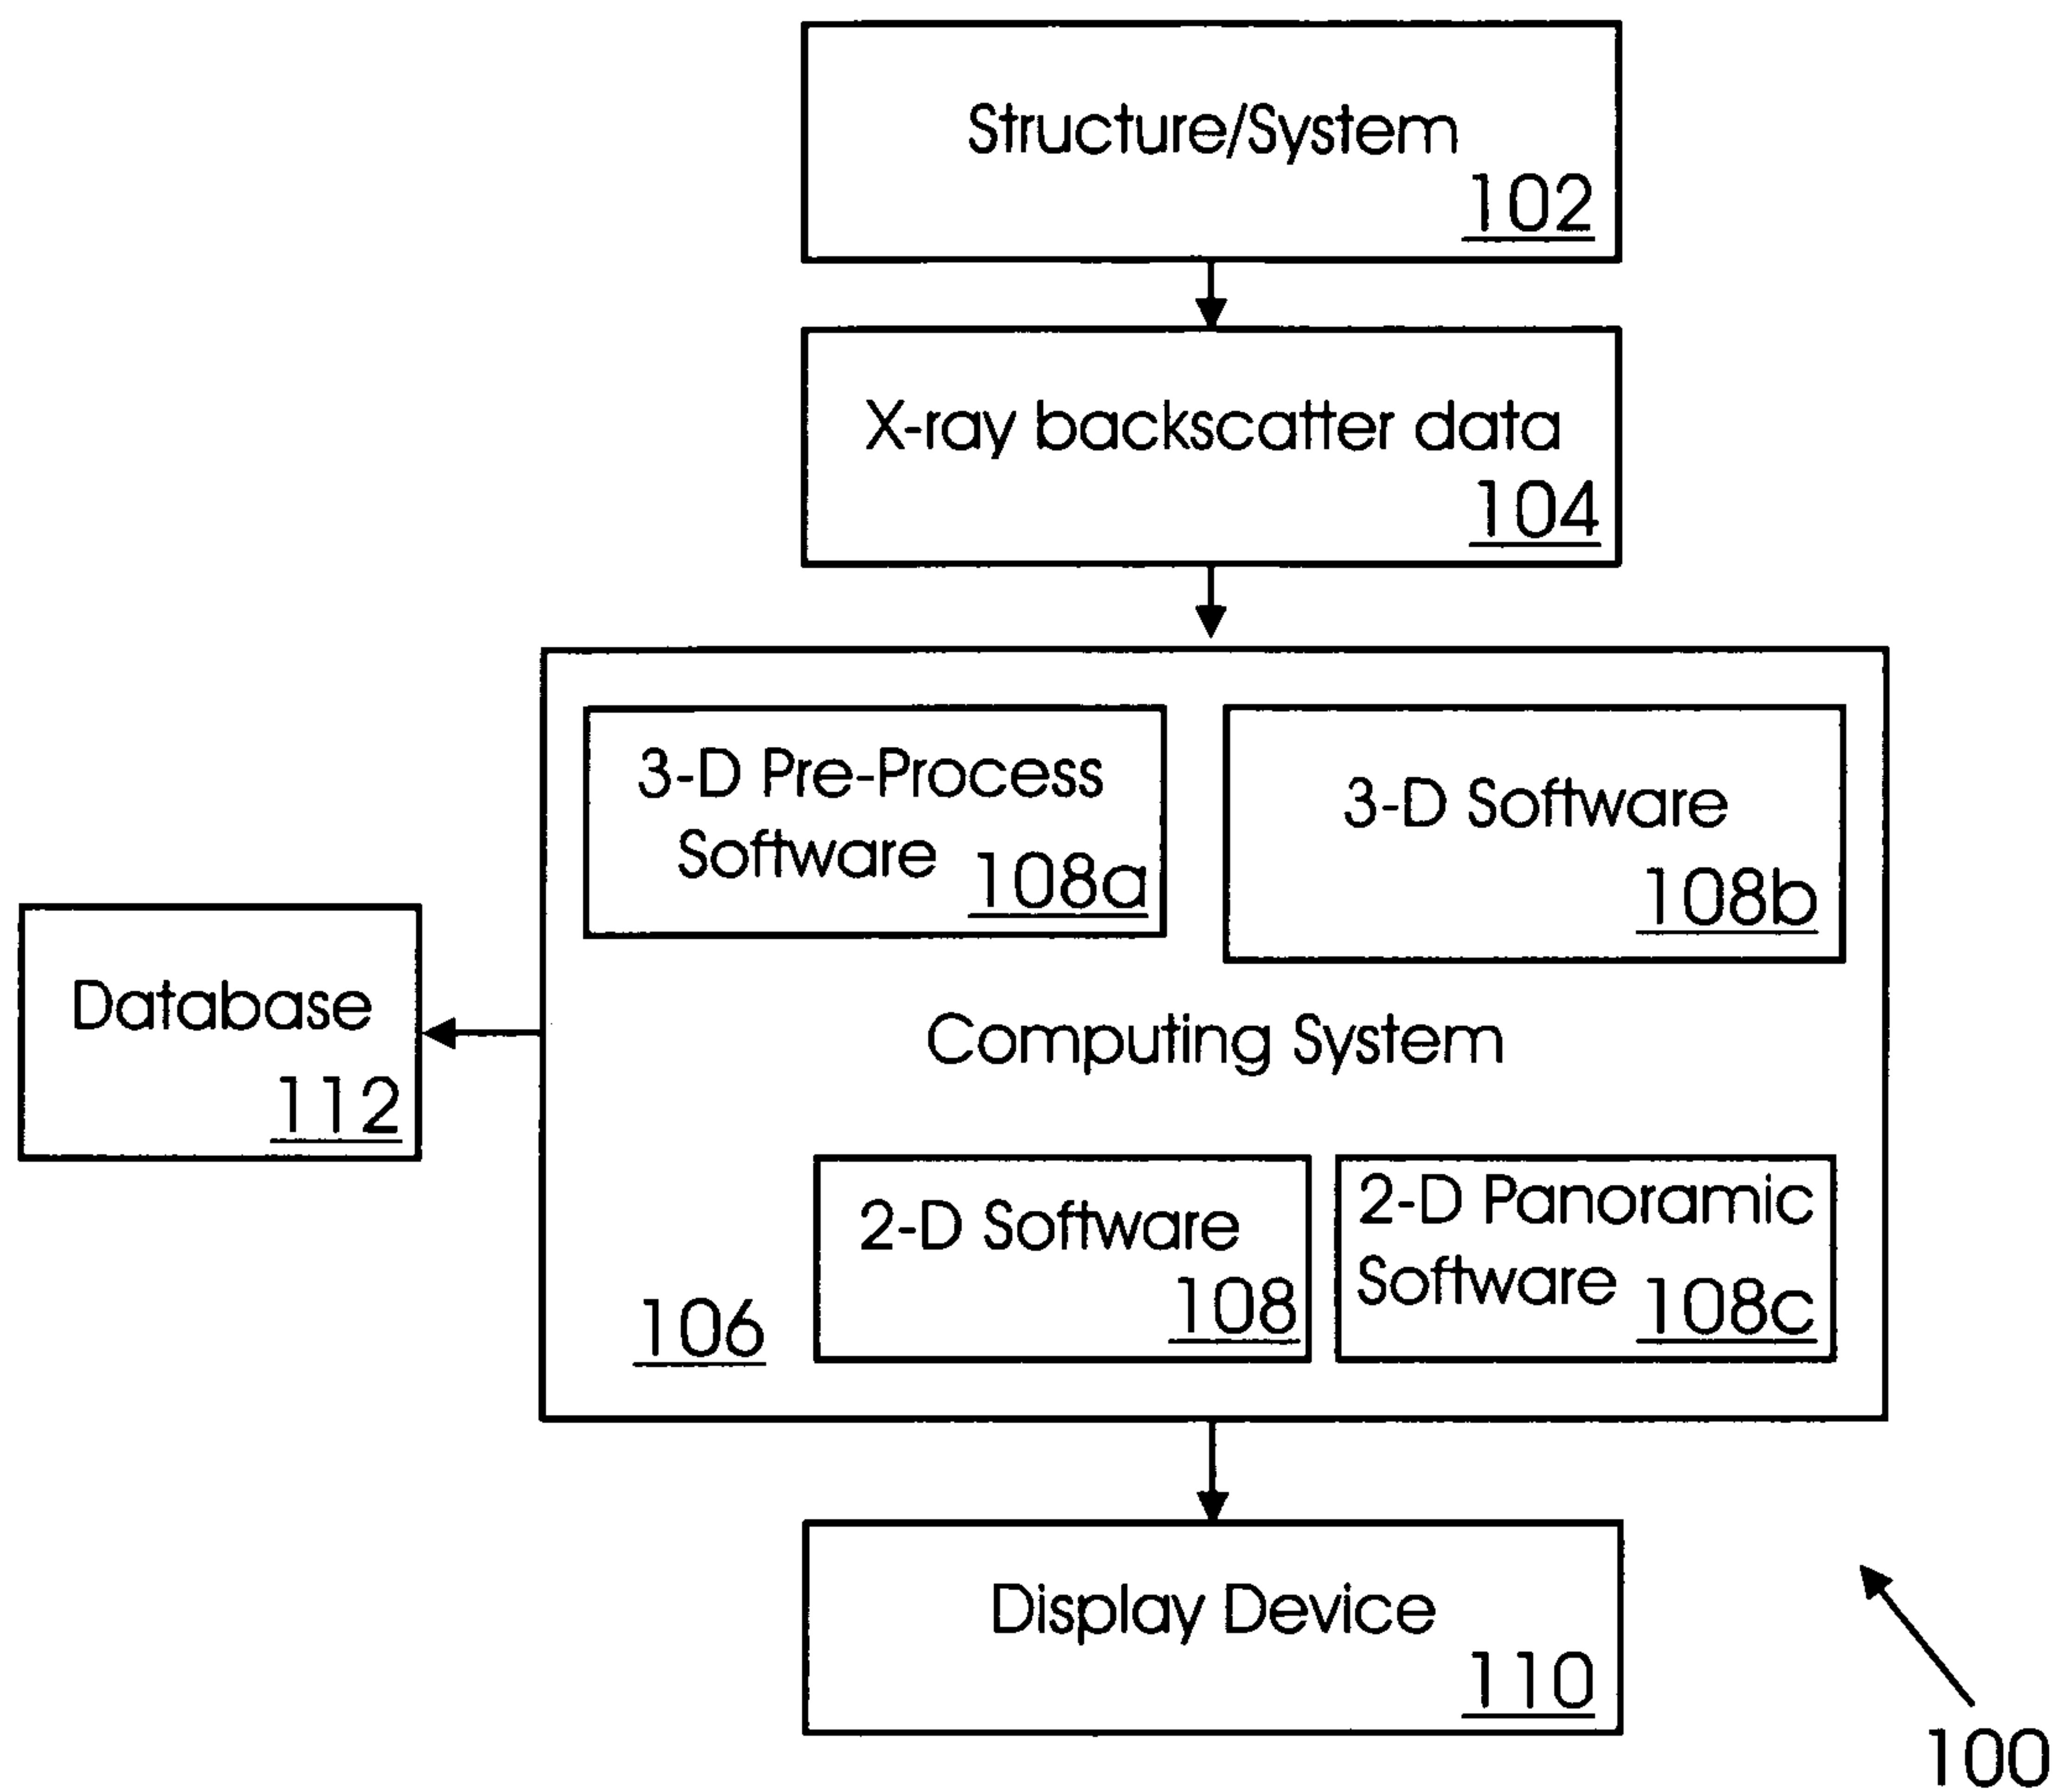 Structure/System
102
X-ray backscatter data
104
3-D Pre-Process
Software 108a
3-D Software
108b
Database
112
Computing System
2-D Software
108
2-D Panoramic
Software 108c
106
Display Device
110
100